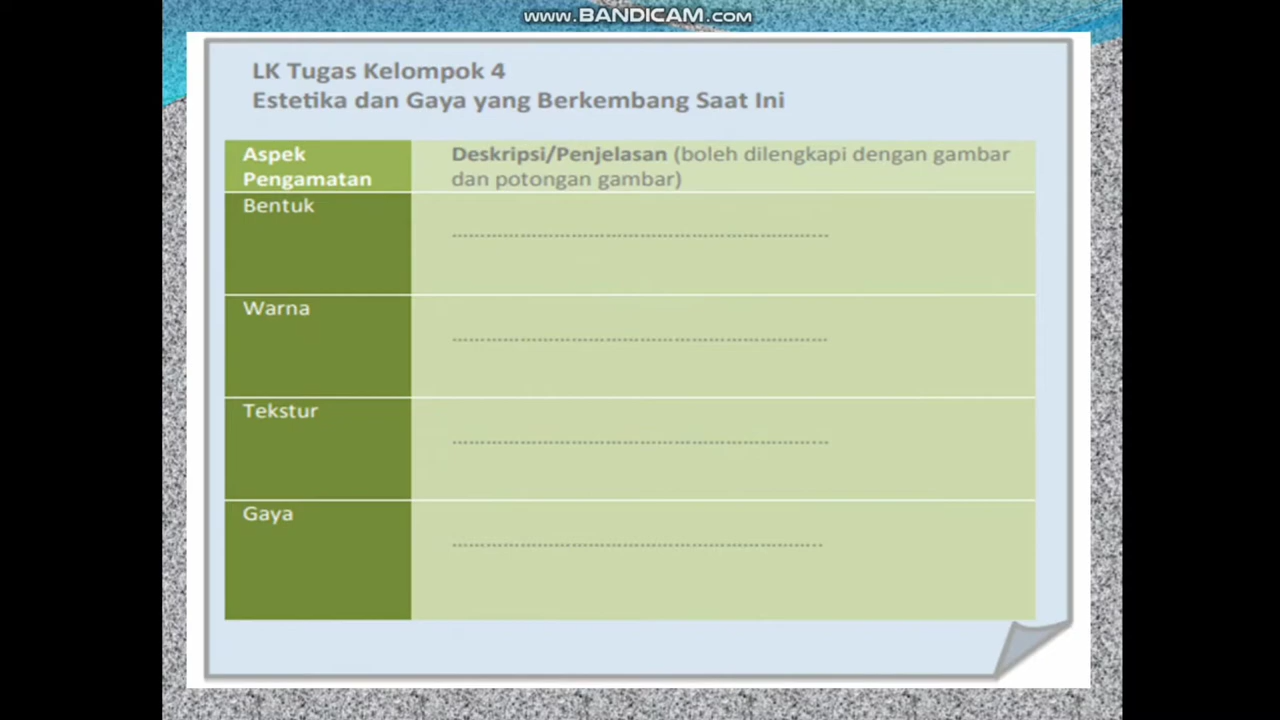 www.BANDICAM.com
LK Tugas Kelompok 4
Estetika dan Gaya yang Berkembang Saat Ini
Aspek Pengamatan
Deskripsi/Penjelasan (boleh dilengkapi dengan gambar
dan potongan gambar)
Bentuk
................................................................
Warna
................................................................
Tekstur
................................................................
Gaya
................................................................